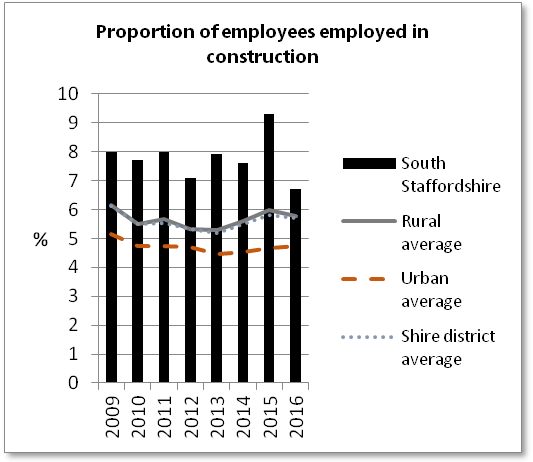 Proportion of employees employed in
construction
10
9
8
7
6
5
4
3
2
1
0
%
2009
2010
2011
2012
2013
2014
2015
2016
South
Staffordshire
Rural
average
Urban
average
Shire district
average